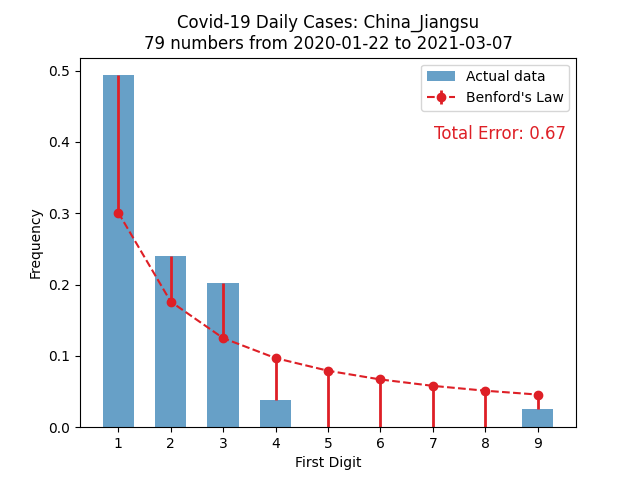 Covid-19 Daily Cases: China_Jiangsu
79 numbers from 2020-01-22 to 2021-03-07
Actual data
Benford's Law
Total Error: 0.67
Frequency
0.5
0.4
0.3
0.2
0.1
0.0
1 2 3 4 5 6 7 8 9
First Digit